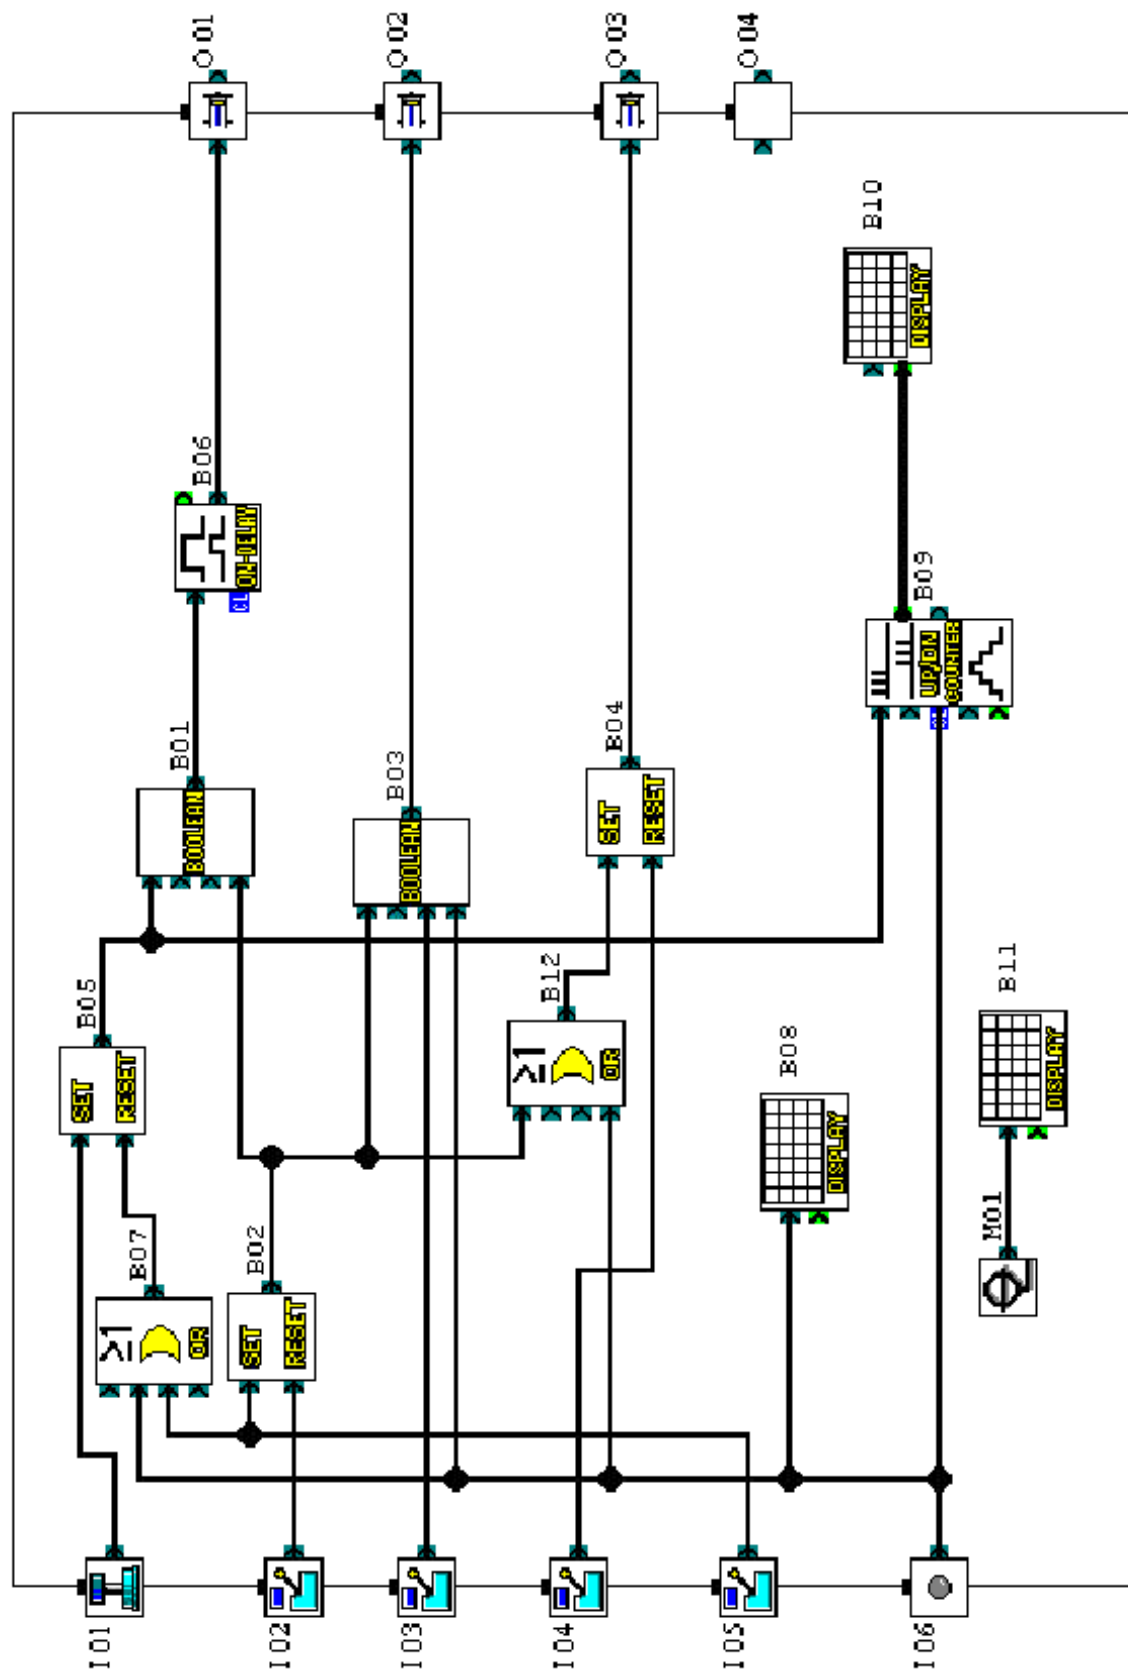 SET
B05
I01
≥1
RESET
B07
B01
BOOLEAN
OR
B06
O01
CL
ON-DELAY
SET
B02
I02
RESET
B03
O02
BOOLEAN
I03
≥1
B12
I04
OR
SET
B04
O03
RESET
I05
O04
B08
DISPLAY
B10
DISPLAY
I06
B09
UP/DN
COUNTER
M01
B11
DISPLAY